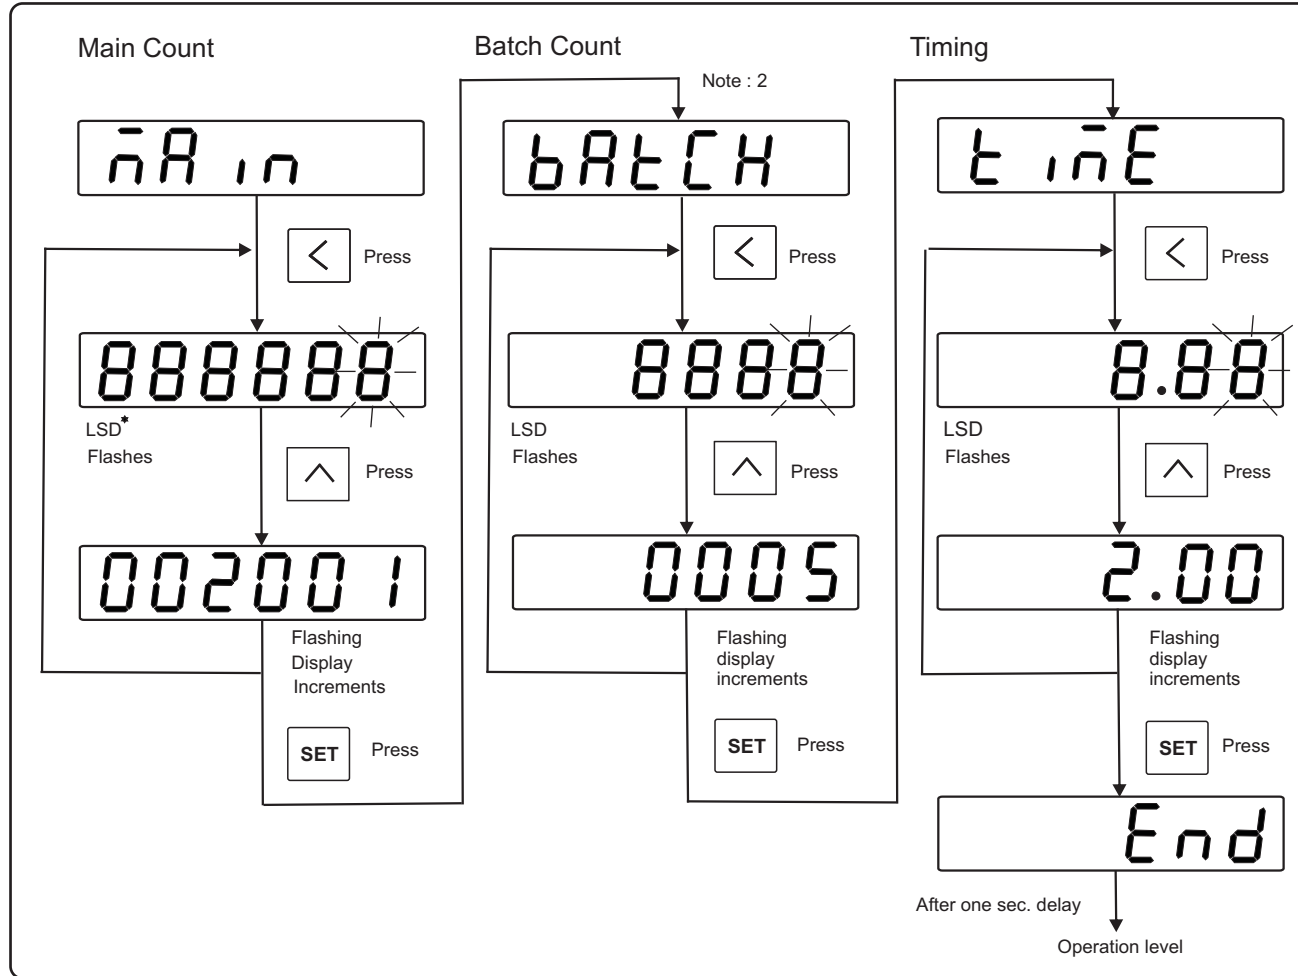 Main Count
mAin
< Press
888888
LSD*
Flashes
^ Press
002001
Flashing
Display
Increments
SET Press
Batch Count
Note : 2
bAtCH
< Press
8888
LSD
Flashes
^ Press
0005
Flashing
display
increments
SET Press
Timing
timE
< Press
8.88
LSD
Flashes
^ Press
2.00
Flashing
display
increments
SET Press
End
After one sec. delay
Operation level